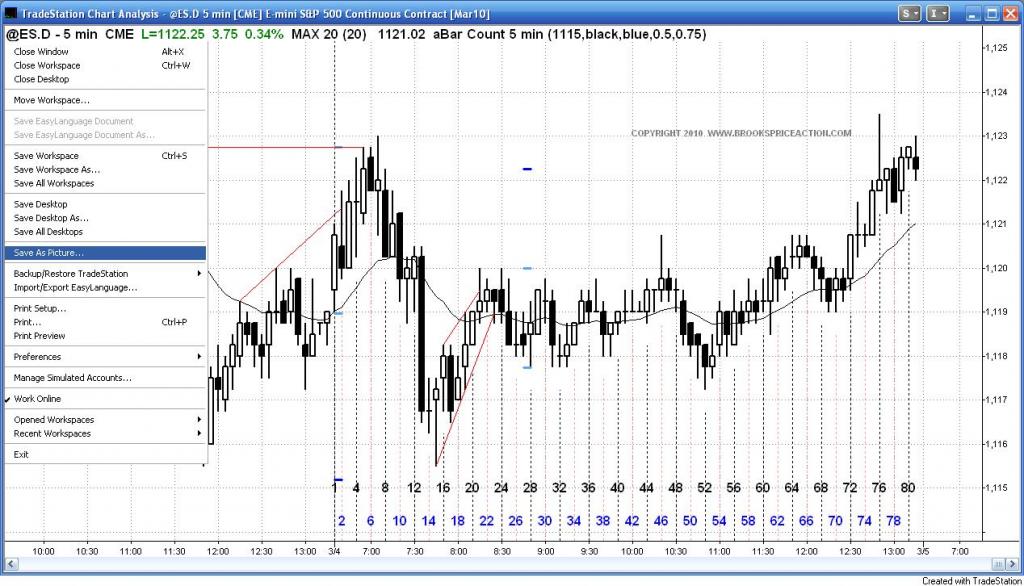 TradeStation Chart Analysis - @ES.D 5 min [CME] E-mini S&P 500 Continuous Contract [Mar10]
S I
@ES.D - 5 min CME L=1122.25 3.75 0.34% MAX 20 (20) 1121.02 aBar Count 5 min (1115,black,blue,0.5,0.75)
Close Window Alt+X
Close Workspace Ctrl+W
Close Desktop
Move Workspace...
Save EasyLanguage Document
Save EasyLanguage Document As...
Save Workspace Ctrl+S
Save Workspace As...
Save All Workspaces
Save Desktop
Save Desktop As...
Save All Desktops
Save As Picture...
Backup/Restore TradeStation
Import/Export EasyLanguage...
Print Setup...
Print... Ctrl+P
Print Preview
Preferences
Manage Simulated Accounts...
Work Online
Opened Workspaces
Recent Workspaces
Exit
COPYRIGHT 2010 WWW.BROOKSPRICEACTION.COM
1,125
1,124
1,123
1,122
1,121
1,120
1,119
1,118
1,117
1,116
1,115
1 4 8 12 16 20 24 28 32 36 40 44 48 52 56 60 64 68 72 76 80
2 6 10 14 18 22 26 30 34 38 42 46 50 54 58 62 66 70 74 78
10:00 10:30 11:00 11:30 12:00 12:30 13:00 3/4 7:00 7:30 8:00 8:30 9:00 9:30 10:00 10:30 11:00 11:30 12:00 12:30 13:00 3/5 7:00
Created with TradeStation